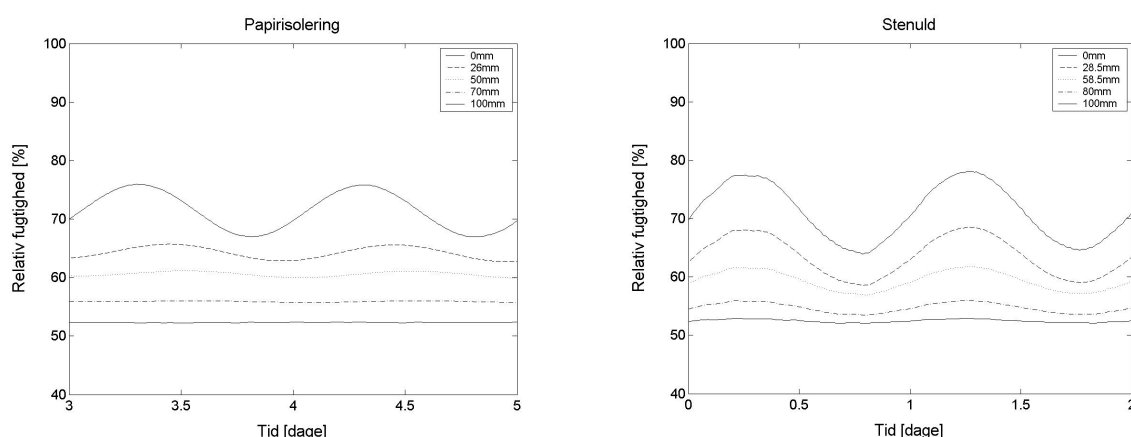 Papirisolering
Relativ fugtighed [%]
100
90
80
70
60
50
40
3
3.5
4
4.5
5
Tid [dage]
0mm
26mm
50mm
70mm
100mm
Stenuld
Relativ fugtighed [%]
100
90
80
70
60
50
40
0
0.5
1
1.5
2
Tid [dage]
0mm
28.5mm
58.5mm
80mm
100mm